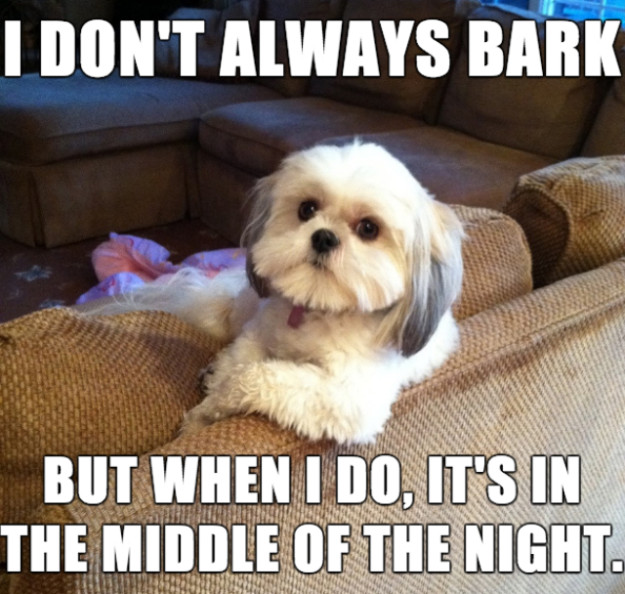 I DON'T ALWAYS BARK
BUT WHEN I DO, IT'S IN
THE MIDDLE OF THE NIGHT.